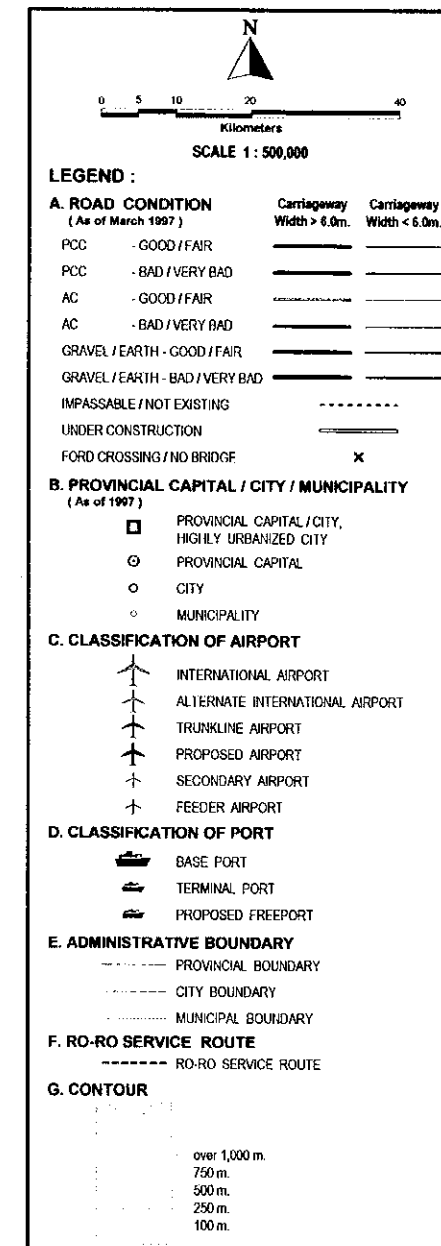 N
0 5 10 20 40
Kilometers
SCALE 1 : 500,000
LEGEND :
A. ROAD CONDITION
( As of March 1997 )
Carriageway Width > 6.0m.
Carriageway Width < 6.0m.
PCC - GOOD / FAIR
PCC - BAD / VERY BAD
AC - GOOD / FAIR
AC - BAD / VERY BAD
GRAVEL / EARTH - GOOD / FAIR
GRAVEL / EARTH - BAD / VERY BAD
IMPASSABLE / NOT EXISTING
UNDER CONSTRUCTION
FORD CROSSING / NO BRIDGE
B. PROVINCIAL CAPITAL / CITY / MUNICIPALITY
( As of 1997 )
PROVINCIAL CAPITAL / CITY,
HIGHLY URBANIZED CITY
PROVINCIAL CAPITAL
CITY
MUNICIPALITY
C. CLASSIFICATION OF AIRPORT
INTERNATIONAL AIRPORT
ALTERNATE INTERNATIONAL AIRPORT
TRUNKLINE AIRPORT
PROPOSED AIRPORT
SECONDARY AIRPORT
FEEDER AIRPORT
D. CLASSIFICATION OF PORT
BASE PORT
TERMINAL PORT
PROPOSED FREEPORT
E. ADMINISTRATIVE BOUNDARY
PROVINCIAL BOUNDARY
CITY BOUNDARY
MUNICIPAL BOUNDARY
F. RO-RO SERVICE ROUTE
RO-RO SERVICE ROUTE
G. CONTOUR
over 1,000 m.
750 m.
500 m.
250 m.
100 m.